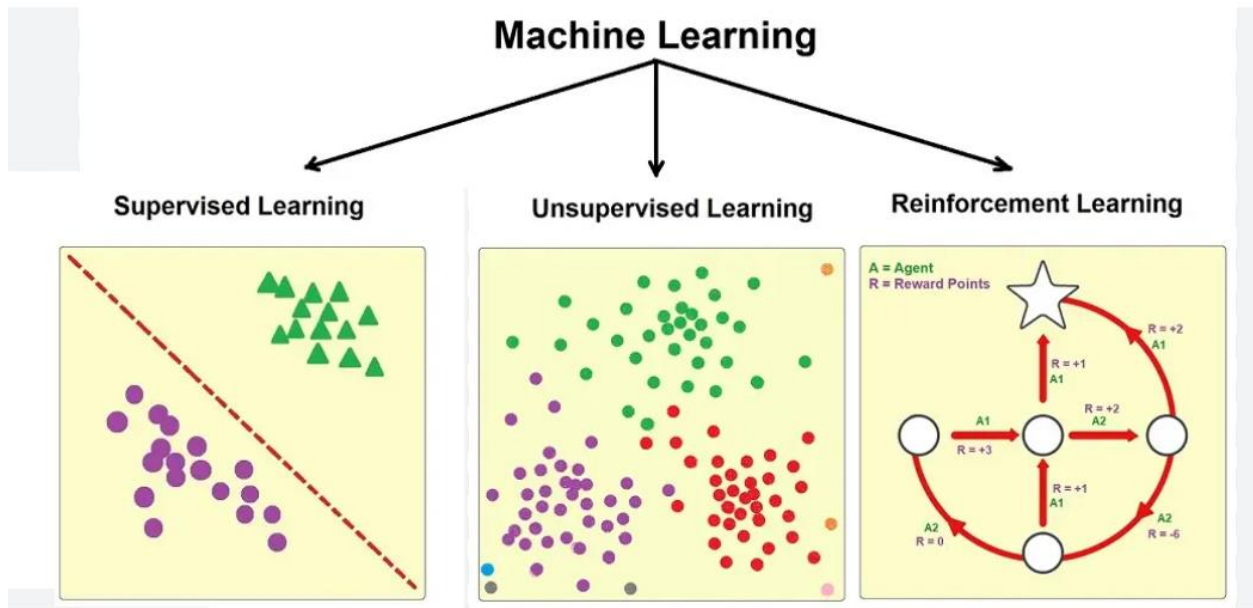 Machine Learning
Supervised Learning
Unsupervised Learning
Reinforcement Learning
A = Agent
R = Reward Points
R = +2
A1
R = +1
A1
R = +2
A2
A1
R = +3
R = +1
A1
A2
R = 0
A2
R = -6